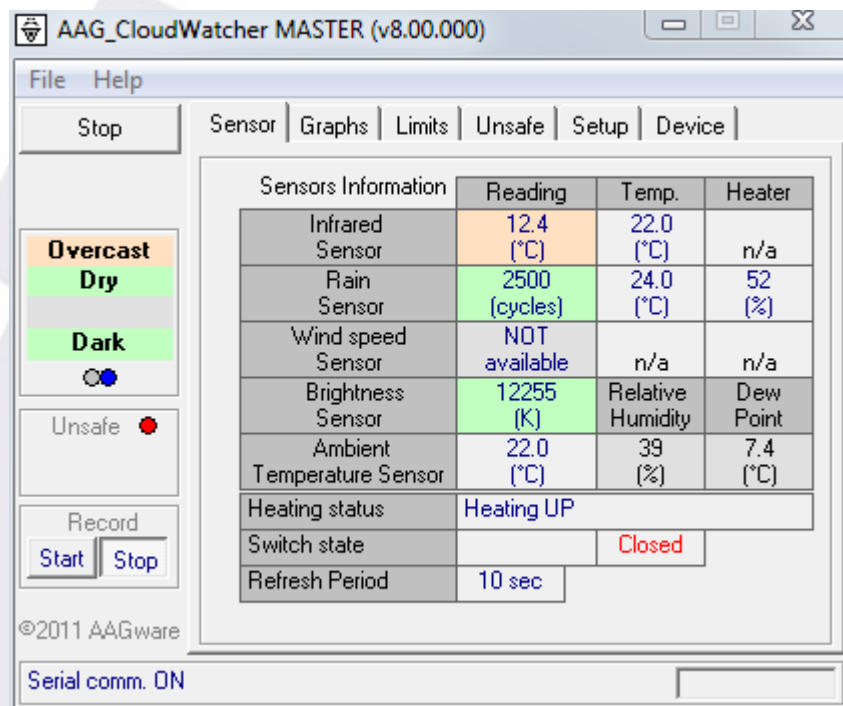 AAG_CloudWatcher MASTER (v8.00.000)
File Help
Stop
Sensor Graphs Limits Unsafe Setup Device
Overcast
Dry
Dark
Unsafe
Record
Start Stop
©2011 AAGware
Sensors Information Reading Temp. Heater
Infrared Sensor 12.4 (°C) 22.0 (°C) n/a
Rain Sensor 2500 (cycles) 24.0 (°C) 52 (%)
Wind speed Sensor NOT available n/a n/a
Brightness Sensor 12255 (K) Relative Humidity Dew Point
Ambient Temperature Sensor 22.0 (°C) 39 (%) 7.4 (°C)
Heating status Heating UP
Switch state Closed
Refresh Period 10 sec
Serial comm. ON